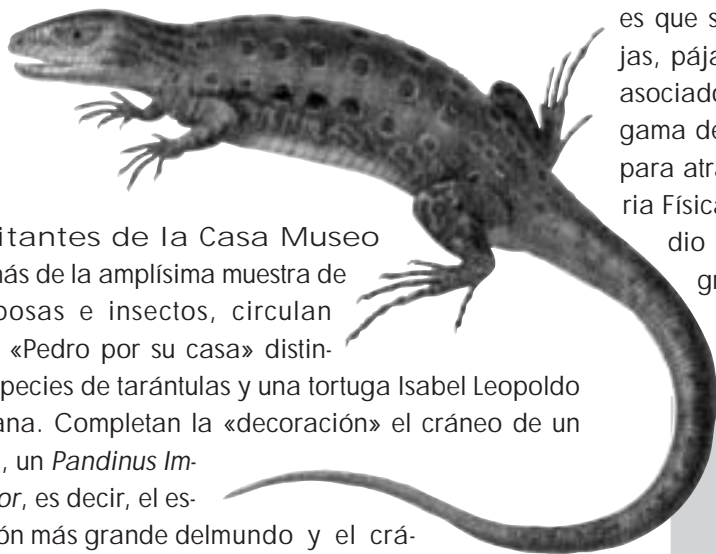 itantes de la Casa Museo
ás de la amplísima muestra de
posas e insectos, circulan
«Pedro por su casa» distin-
species de tarántulas y una tortuga Isabel Leopoldo
ana. Completan la «decoración» el cráneo de un
, un Pandinus Im-
or, es decir, el es-
ón más grande delmundo y el crá-
es que s
jas, pája
asociado
gama de
para atra
ria Física
dio
gr